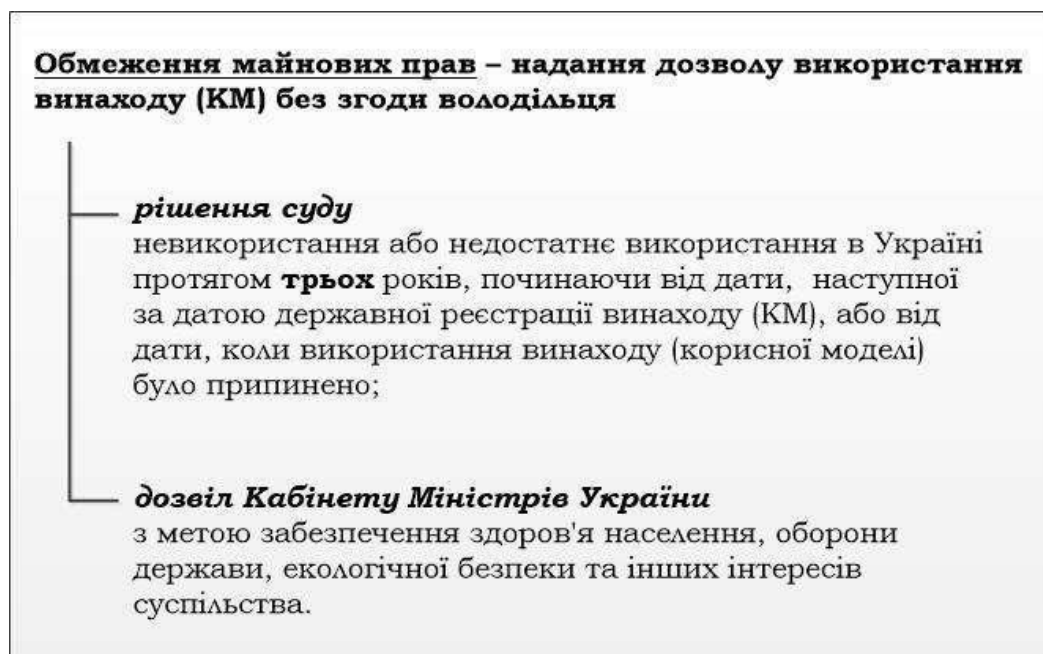 Обмеження майнових прав – надання дозволу використання
винаходу (КМ) без згоди володільця
рішення суду
невикористання або недостатнє використання в Україні
протягом трьох років, починаючи від дати, наступної
за датою державної реєстрації винаходу (КМ), або від
дати, коли використання винаходу (корисної моделі)
було припинено;
дозвіл Кабінету Міністрів України
з метою забезпечення здоров'я населення, оборони
держави, екологічної безпеки та інших інтересів
суспільства.